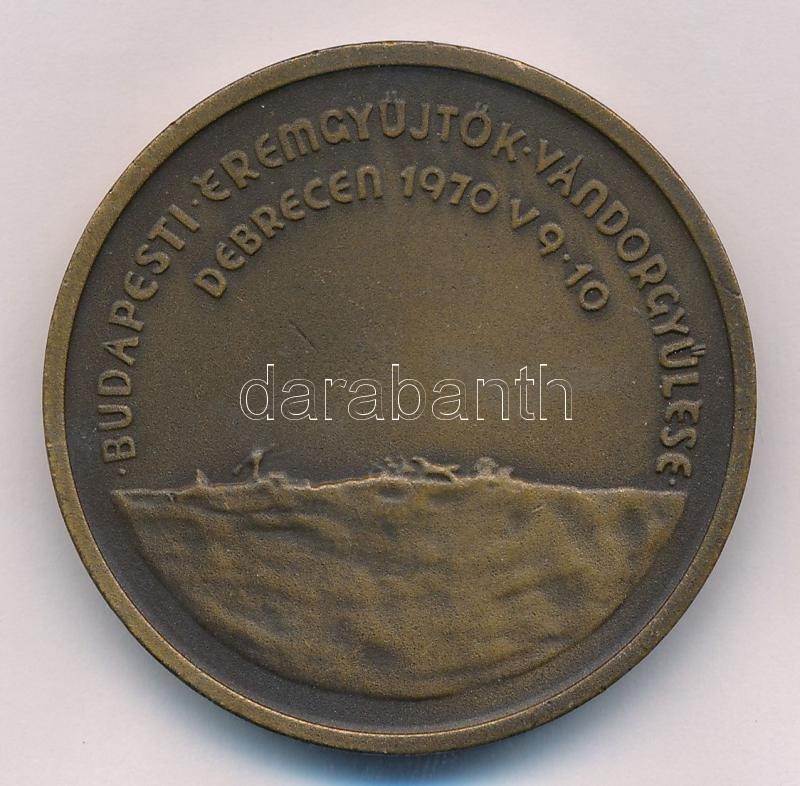 ·BUDAPESTI·ÉREMGYŰJTŐK·VÁNDORGYŰLÉSE·
DEBRECEN 1970 V 9·10
darabanth